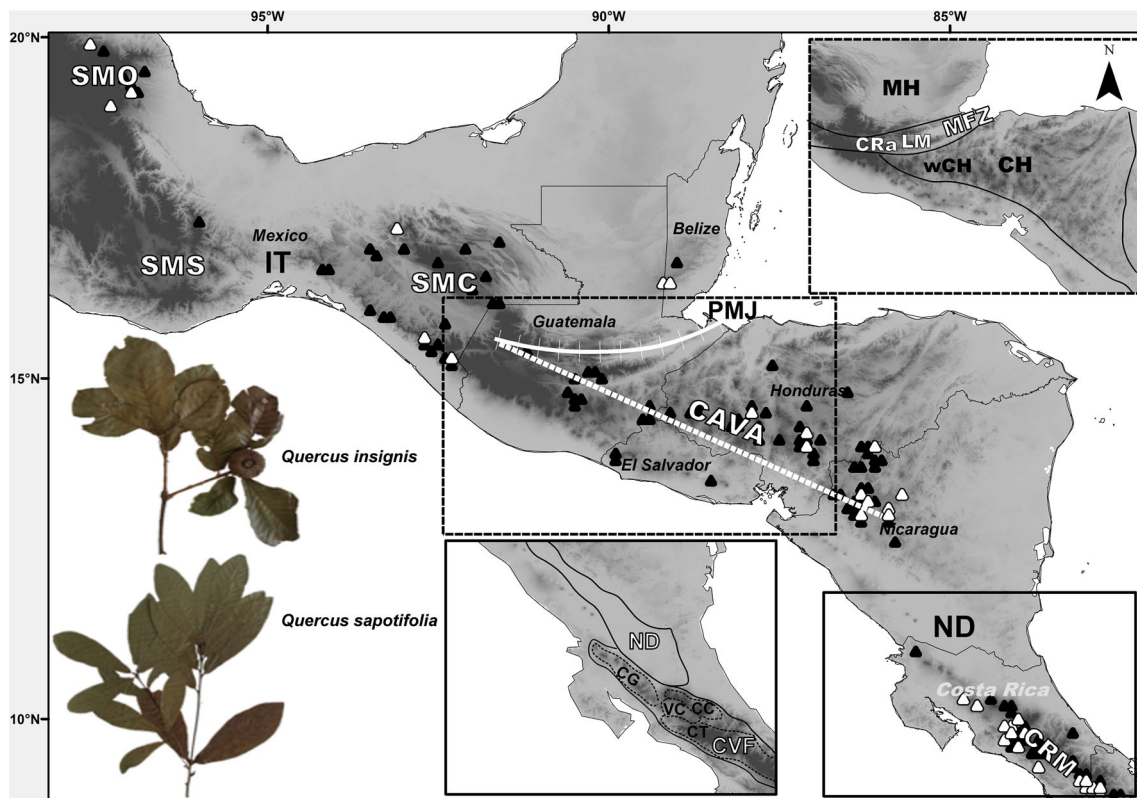 95°W 90°W 85°W
20°N
15°N
10°N
SMO
SMS
Mexico
IT
SMC
Belize
Guatemala
PMJ
CAVA
Honduras
El Salvador
Nicaragua
ND
Costa Rica
CRM
N
MH
MFZ
CRa LM
wCH CH
ND
CG
VC CC
CT
CVF
Quercus insignis
Quercus sapotifolia